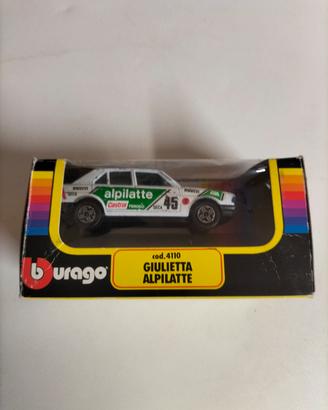 alpilatte
Castrol
45
burago
cod.4110
GIULIETTA
ALPILATTE